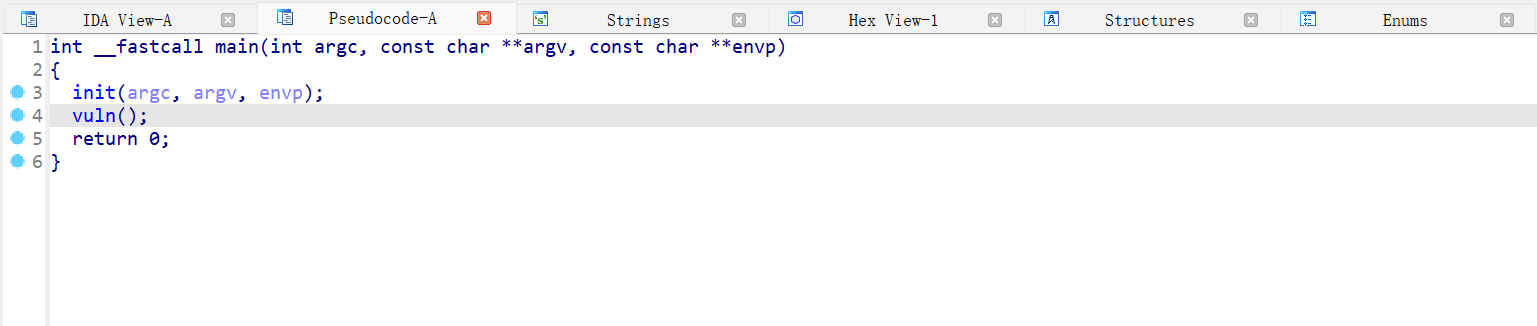 IDA View-A Pseudocode-A Strings Hex View-1 Structures Enums
1 int __fastcall main(int argc, const char **argv, const char **envp)
2 {
3   init(argc, argv, envp);
4   vuln();
5   return 0;
6 }